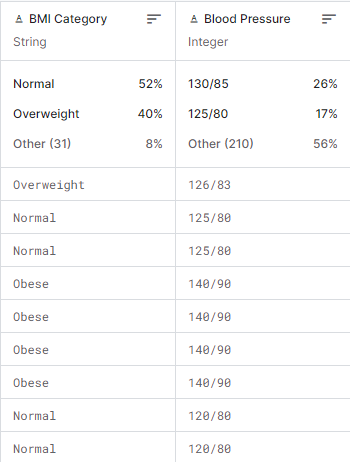 BMI Category Blood Pressure
String Integer
Normal 52% 130/85 26%
Overweight 40% 125/80 17%
Other (31) 8% Other (210) 56%
Overweight 126/83
Normal 125/80
Normal 125/80
Obese 140/90
Obese 140/90
Obese 140/90
Obese 140/90
Normal 120/80
Normal 120/80